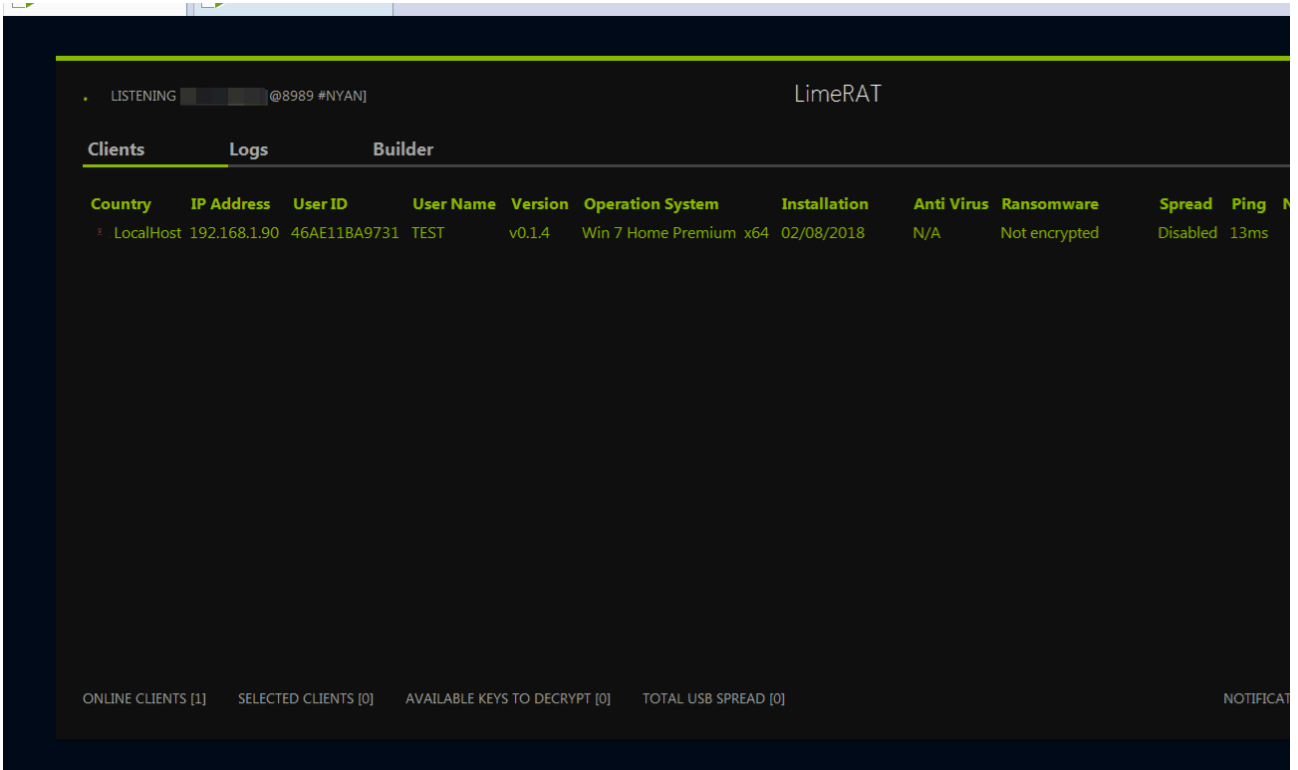 LISTENING @8989 #NYAN]
LimeRAT
Clients Logs Builder
Country IP Address User ID User Name Version Operation System Installation Anti Virus Ransomware Spread Ping N
LocalHost 192.168.1.90 46AE11BA9731 TEST v0.1.4 Win 7 Home Premium x64 02/08/2018 N/A Not encrypted Disabled 13ms
ONLINE CLIENTS [1] SELECTED CLIENTS [0] AVAILABLE KEYS TO DECRYPT [0] TOTAL USB SPREAD [0] NOTIFICAT